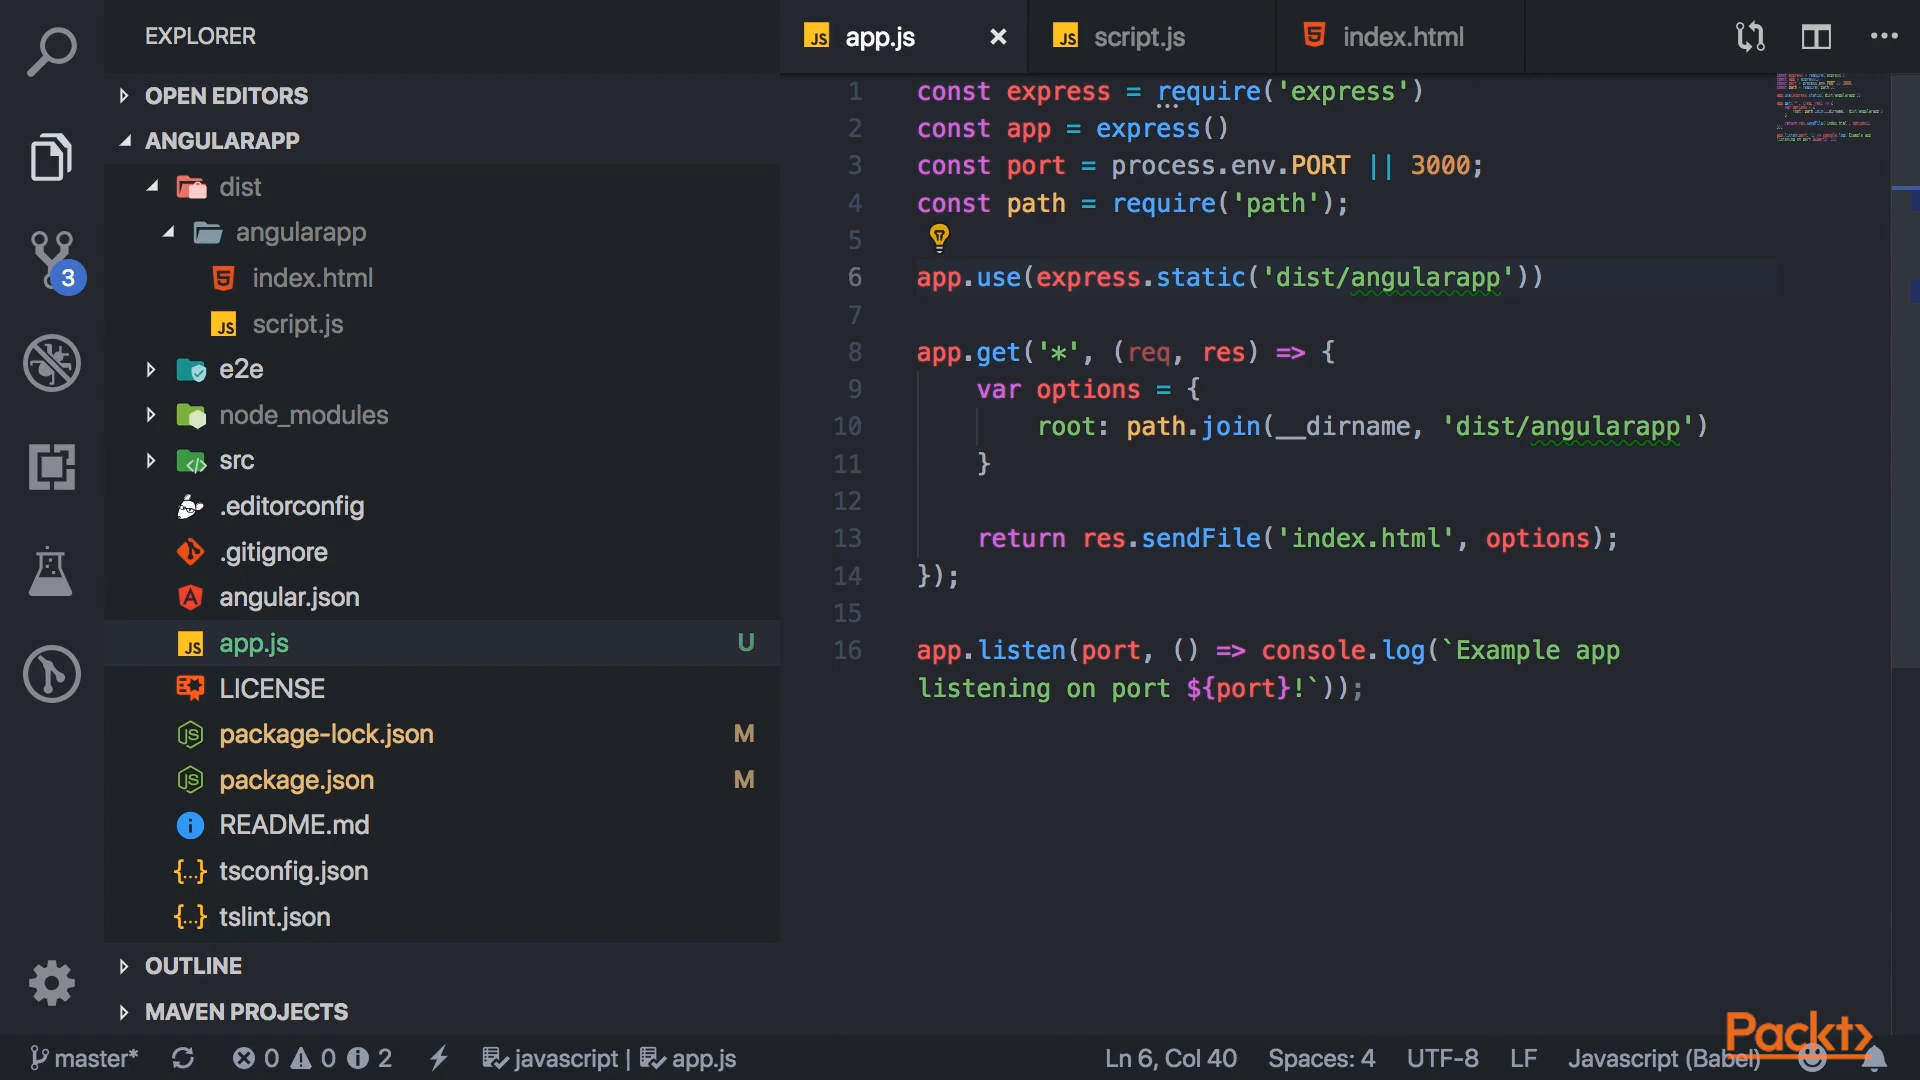 EXPLORER
OPEN EDITORS
ANGULARAPP
dist
angularapp
index.html
script.js
e2e
node_modules
src
.editorconfig
.gitignore
angular.json
app.js U
LICENSE
package-lock.json M
package.json M
README.md
tsconfig.json
tslint.json
OUTLINE
MAVEN PROJECTS
3
app.js × script.js index.html
1 const express = require('express')
2 const app = express()
3 const port = process.env.PORT || 3000;
4 const path = require('path');
5
6 app.use(express.static('dist/angularapp'))
7
8 app.get('*', (req, res) => {
9 var options = {
10 root: path.join(__dirname, 'dist/angularapp')
11 }
12
13 return res.sendFile('index.html', options);
14 });
15
16 app.listen(port, () => console.log(`Example app
listening on port ${port}!`));
Packt>
master* 0 0 2 javascript | app.js Ln 6, Col 40 Spaces: 4 UTF-8 LF Javascript (Babel)